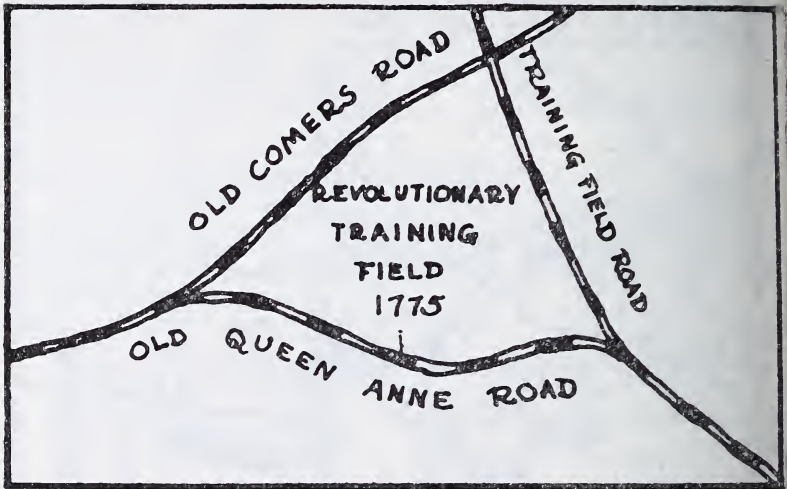 OLD COMERS ROAD
TRAINING FIELD ROAD
REVOLUTIONARY
TRAINING
FIELD
1775
OLD QUEEN ANNE ROAD